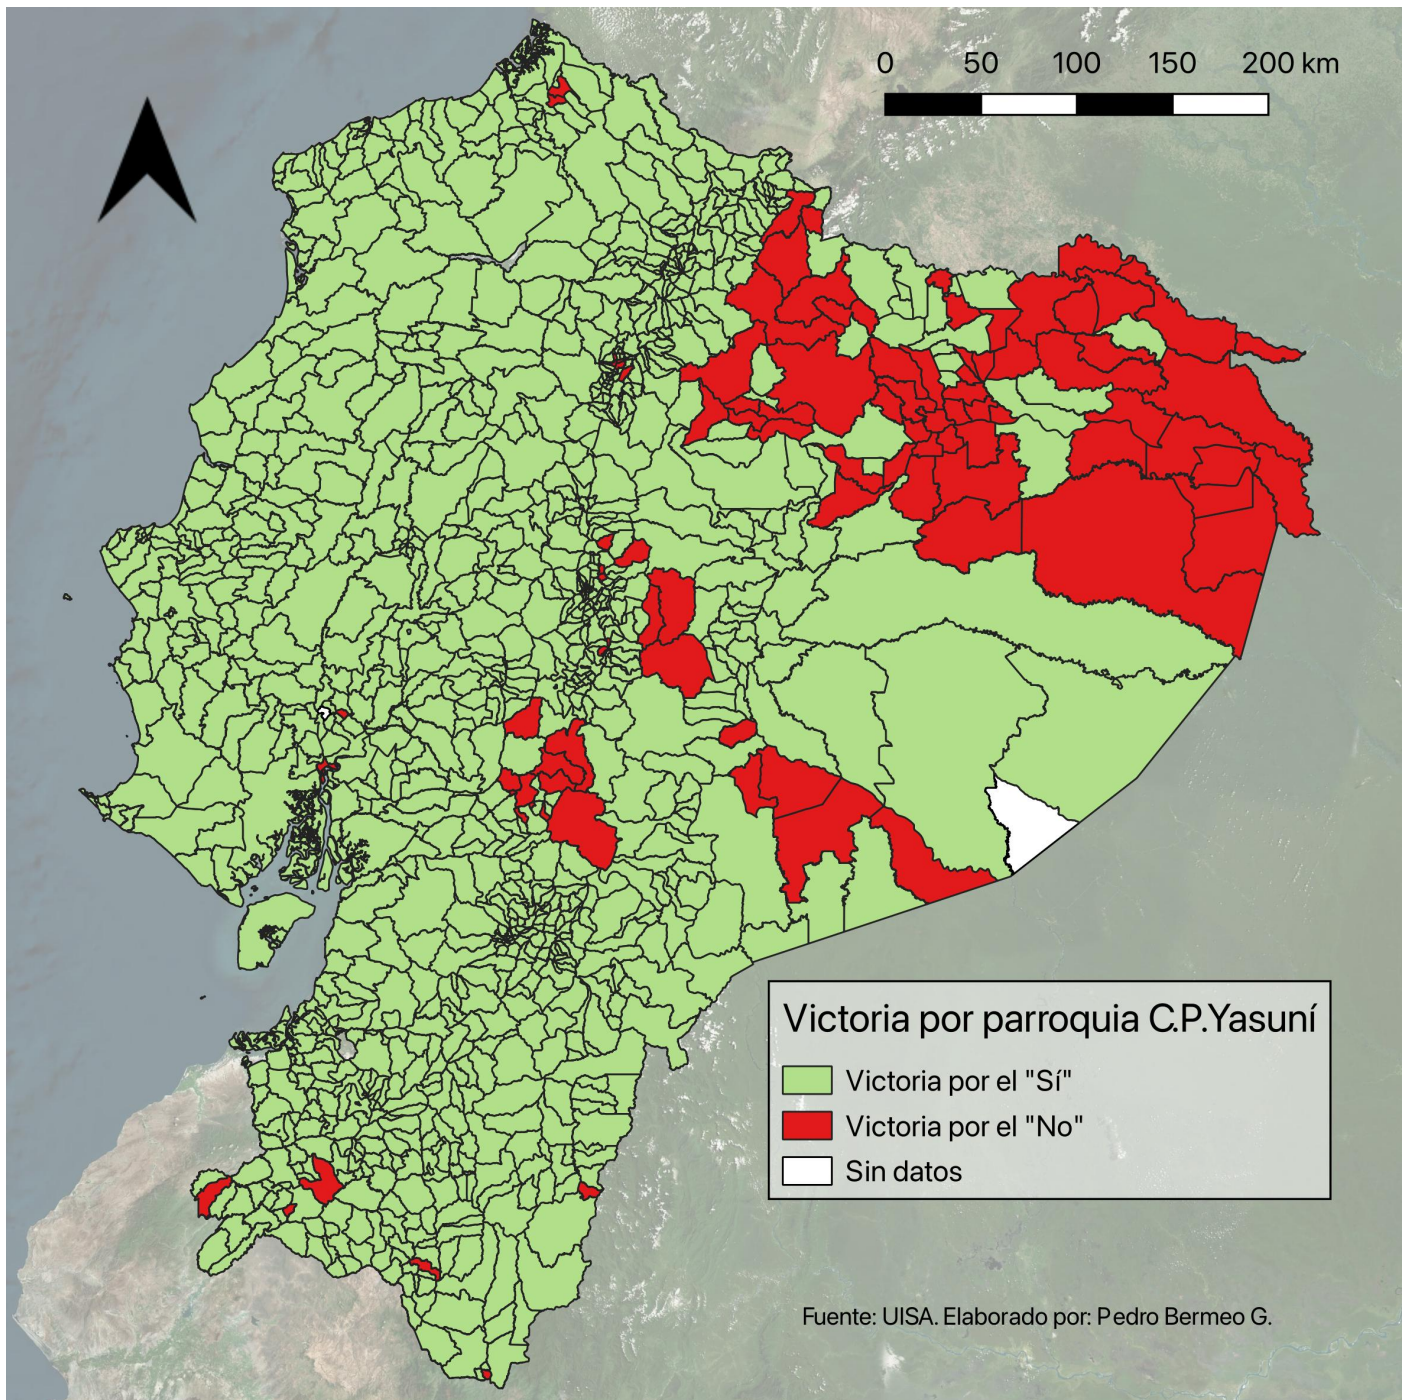 0 50 100 150 200 km
Victoria por parroquia C.P.Yasuní
Victoria por el "Sí"
Victoria por el "No"
Sin datos
Fuente: UISA. Elaborado por: Pedro Bermeo G.